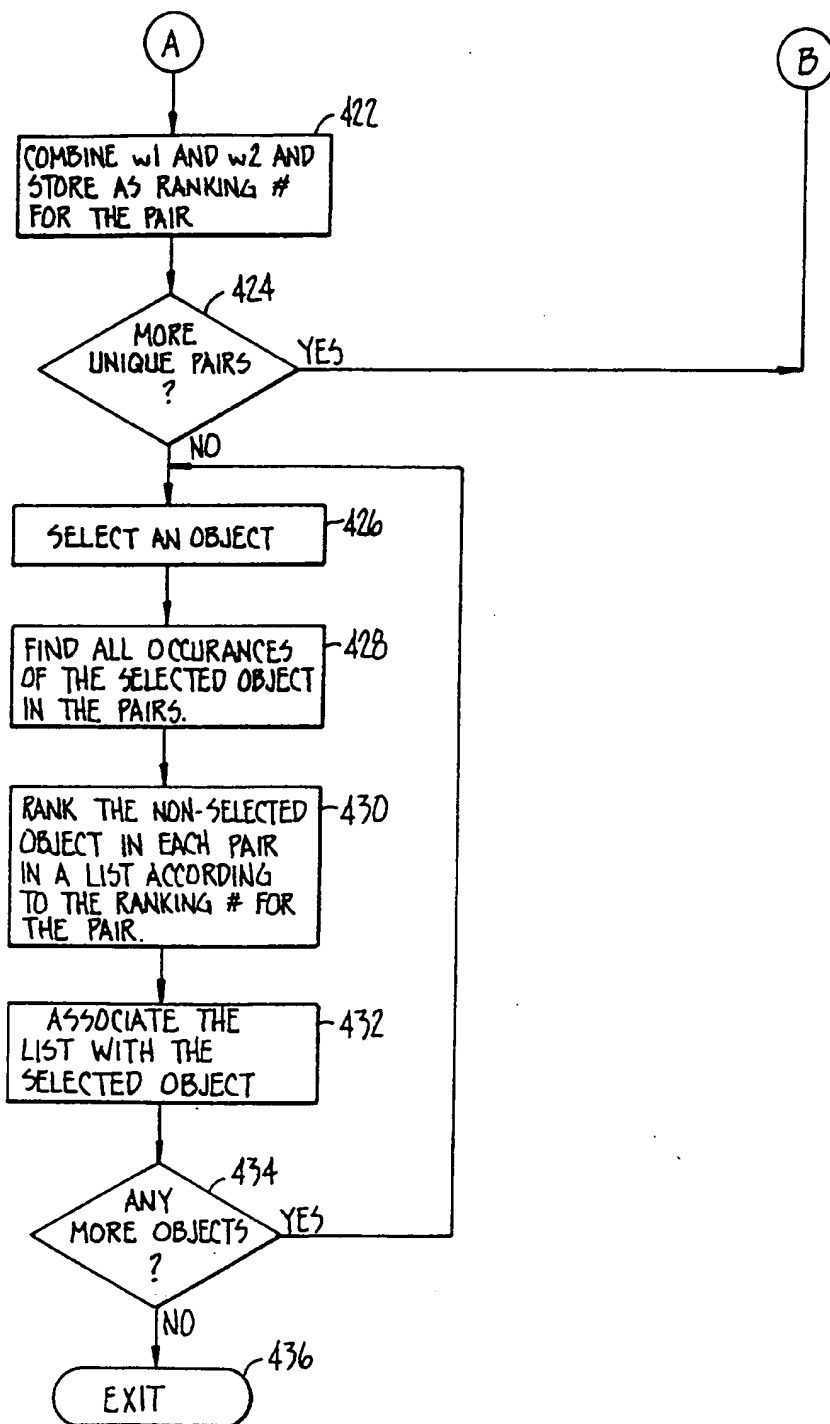 A
B
422
COMBINE w1 AND w2 AND
STORE AS RANKING #
FOR THE PAIR
424
MORE
UNIQUE PAIRS
?
YES
NO
SELECT AN OBJECT
426
FIND ALL OCCURANCES
OF THE SELECTED OBJECT
IN THE PAIRS.
428
RANK THE NON-SELECTED
OBJECT IN EACH PAIR
IN A LIST ACCORDING
TO THE RANKING # FOR
THE PAIR.
430
ASSOCIATE THE
LIST WITH THE
SELECTED OBJECT
432
434
ANY
MORE OBJECTS
?
YES
NO
436
EXIT